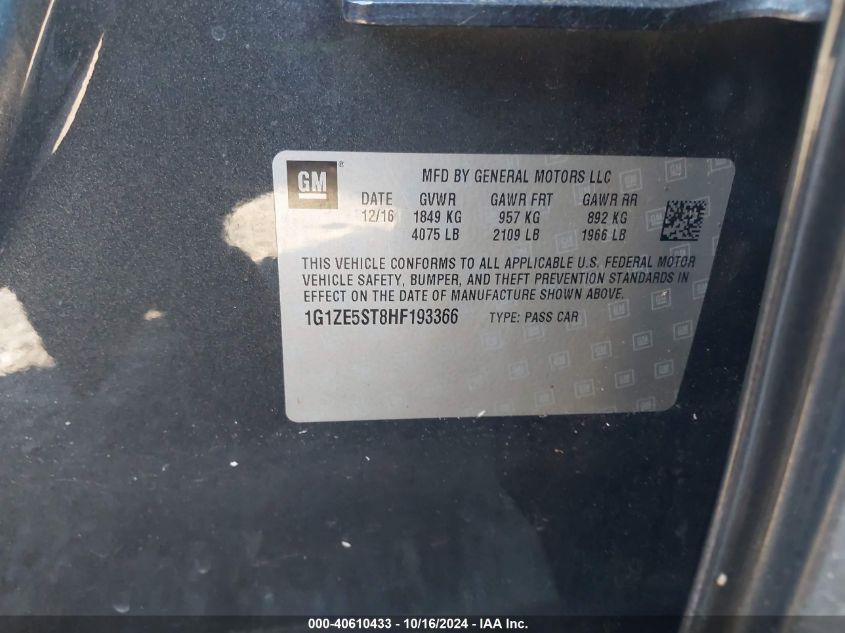 GM ®
MFD BY GENERAL MOTORS LLC
DATE GVWR GAWR FRT GAWR RR
12/16 1849 KG 957 KG 892 KG
4075 LB 2109 LB 1966 LB
THIS VEHICLE CONFORMS TO ALL APPLICABLE U.S. FEDERAL MOTOR
VEHICLE SAFETY, BUMPER, AND THEFT PREVENTION STANDARDS IN
EFFECT ON THE DATE OF MANUFACTURE SHOWN ABOVE.
1G1ZE5ST8HF193366 TYPE: PASS CAR
000-40610433 - 10/16/2024 - IAA Inc.